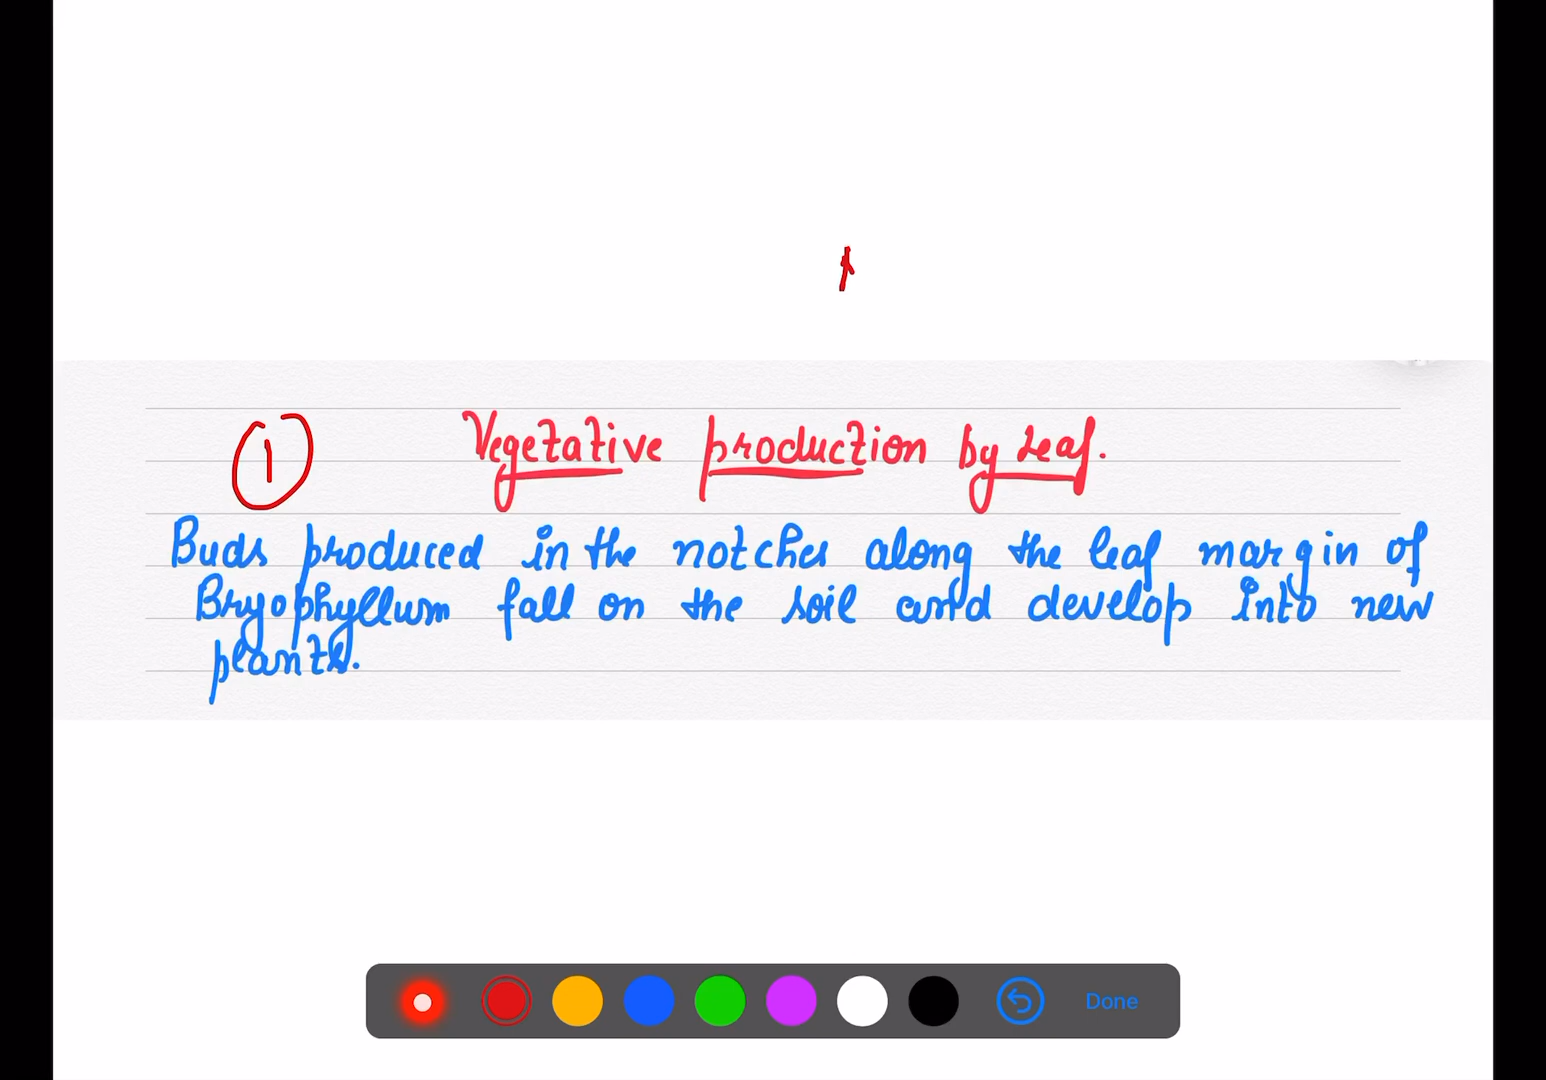 ① Vegetative production by Leaf.
Buds produced in the notches along the leaf margin of
Bryophyllum fall on the soil and develop into new
plants.
Done